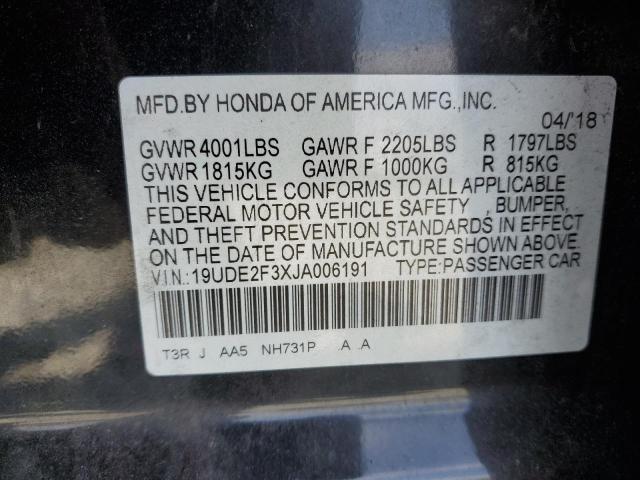 MFD.BY HONDA OF AMERICA MFG.,INC.
04/'18
GVWR 4001LBS GAWR F 2205LBS R 1797LBS
GVWR 1815KG GAWR F 1000KG R 815KG
THIS VEHICLE CONFORMS TO ALL APPLICABLE
FEDERAL MOTOR VEHICLE SAFETY , BUMPER,
AND THEFT PREVENTION STANDARDS IN EFFECT
ON THE DATE OF MANUFACTURE SHOWN ABOVE.
V.I.N.:19UDE2F3XJA006191 TYPE:PASSENGER CAR
T3R J AA5 NH731P .A .A